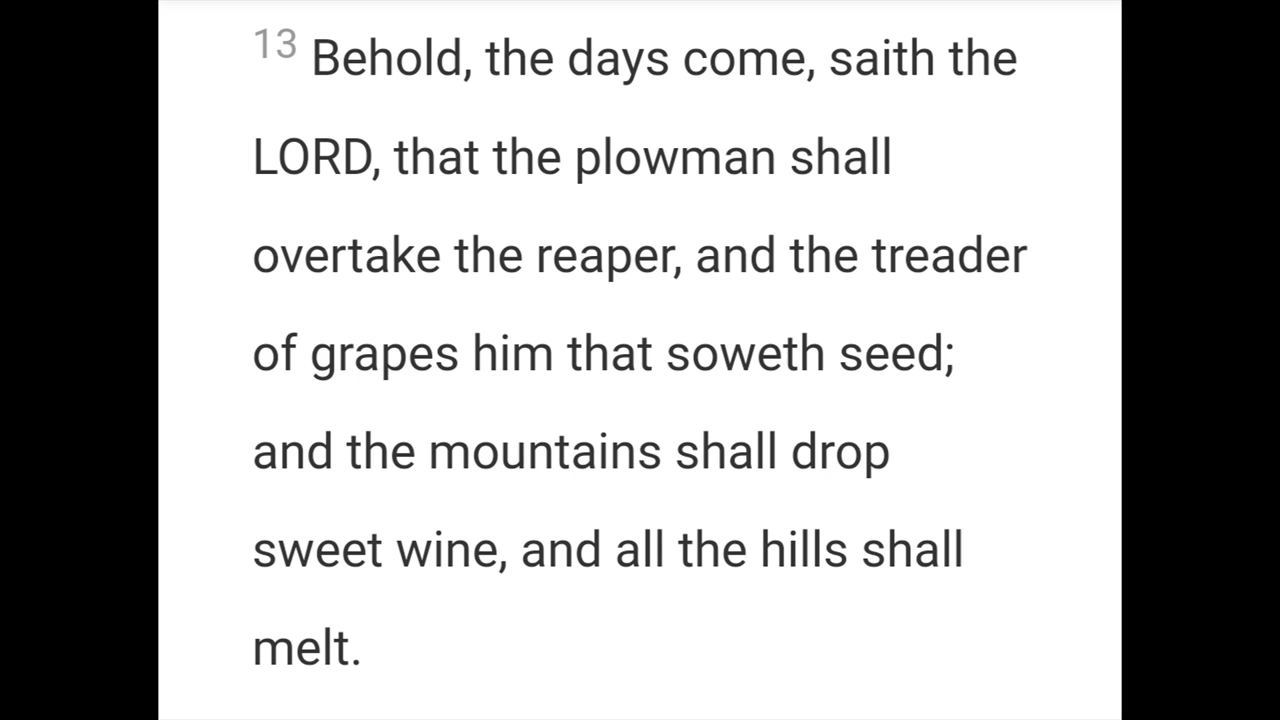 13 Behold, the days come, saith the
LORD, that the plowman shall
overtake the reaper, and the treader
of grapes him that soweth seed;
and the mountains shall drop
sweet wine, and all the hills shall
melt.